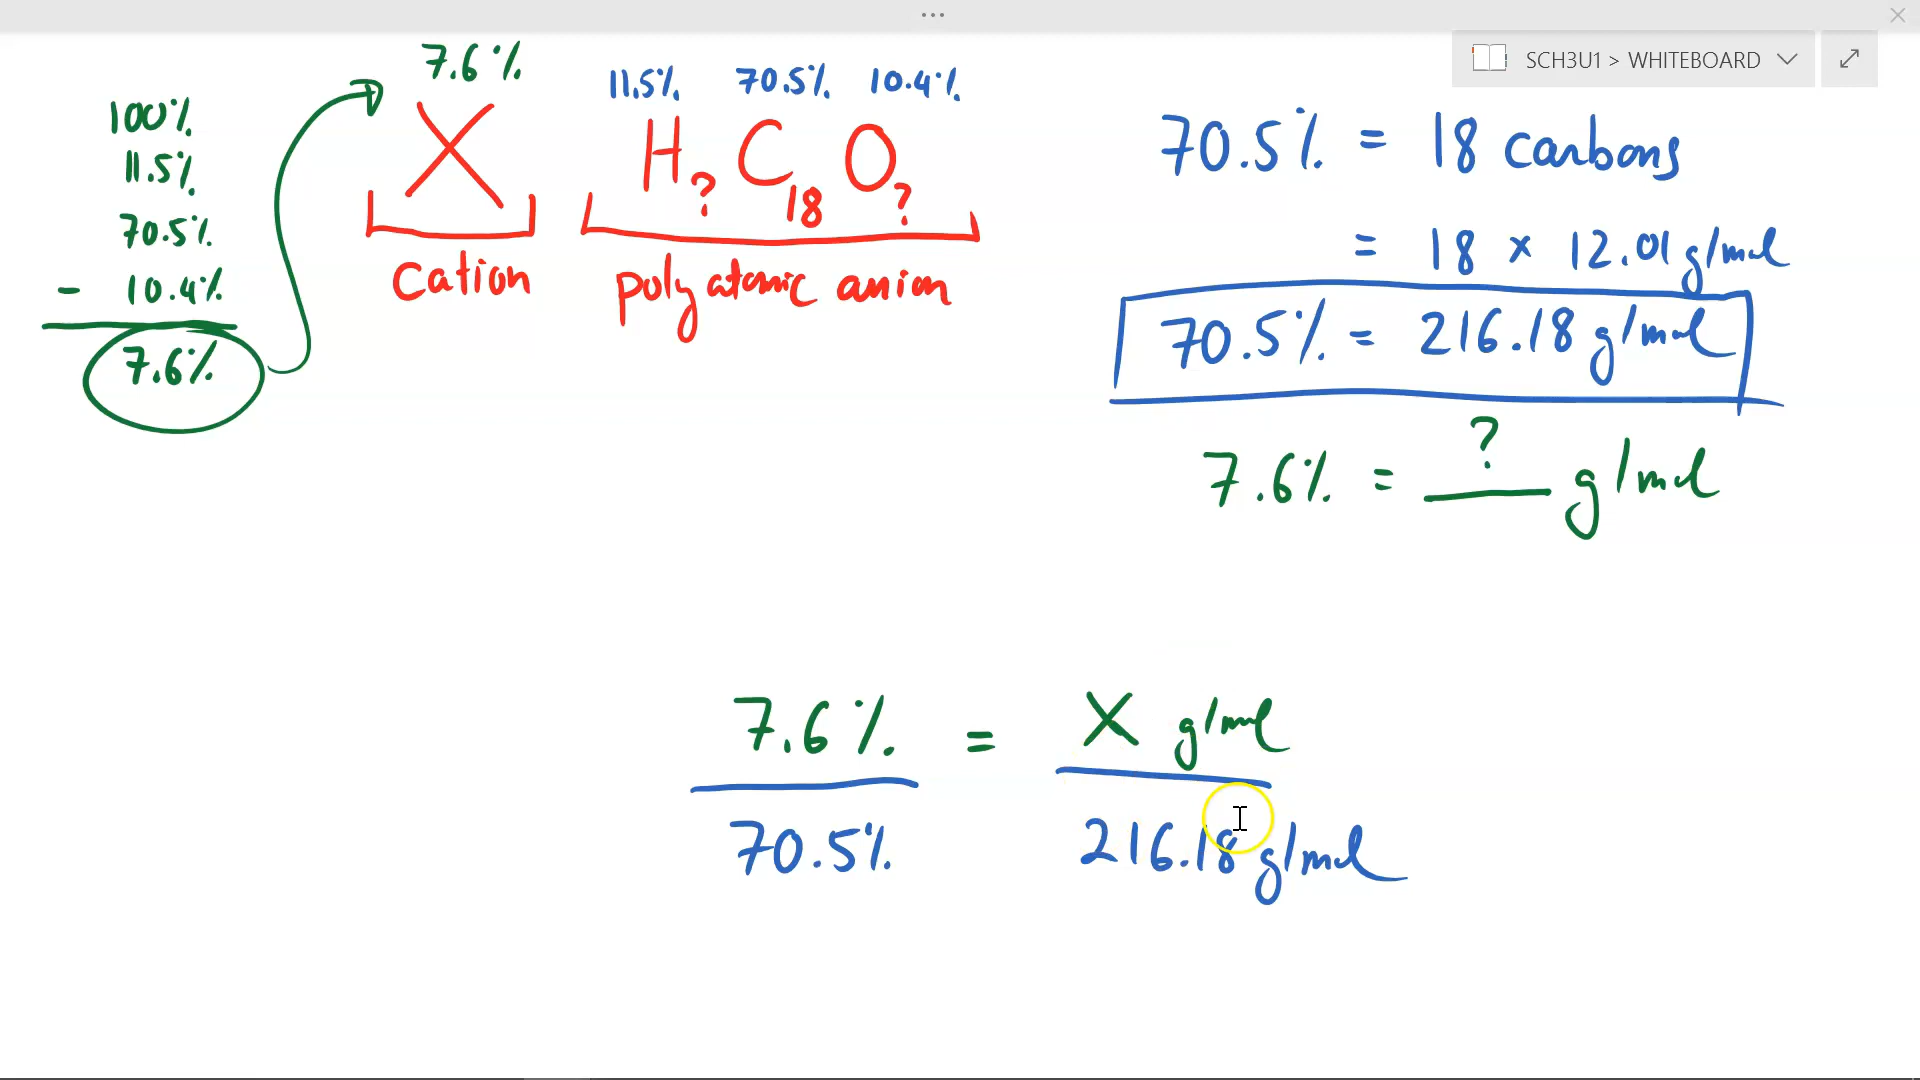 SCH3U1 > WHITEBOARD
100%
11.5%
70.5%
- 10.4%
7.6%
7.6% 11.5% 70.5% 10.4%
X H? C18 O?
cation polyatomic anion
70.5% = 18 carbons
= 18 × 12.01 g/mol
70.5% = 216.18 g/mol
?
7.6% = ___ g/mol
7.6% = X g/mol
70.5% 216.18 g/mol